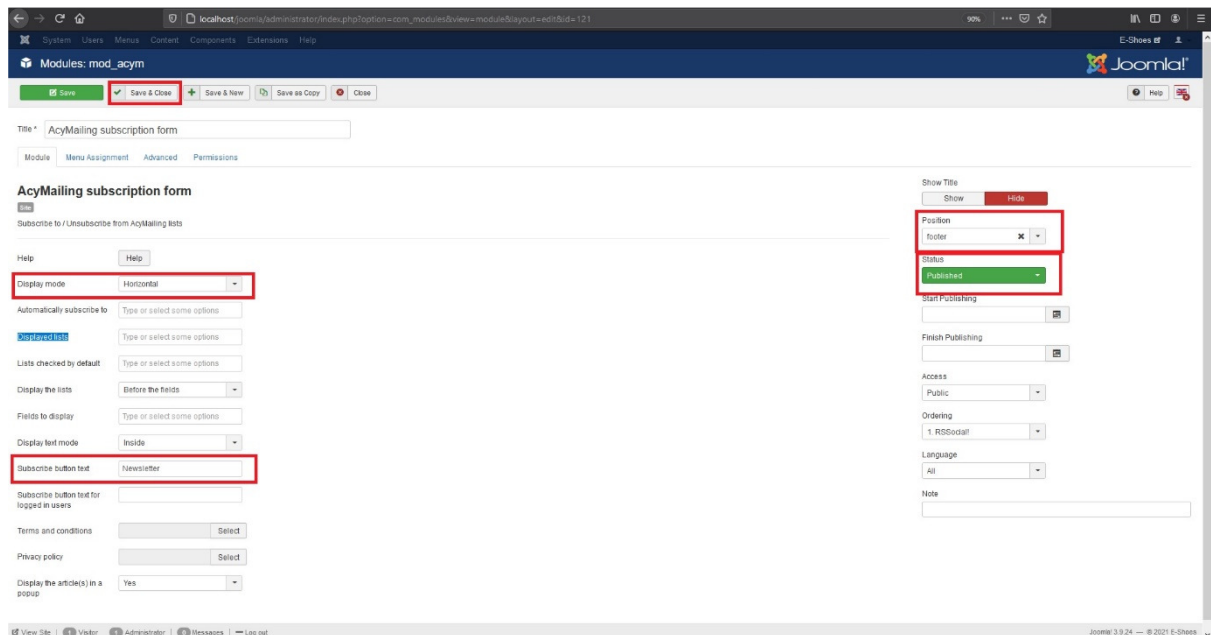 localhost/joomla/administrator/index.php?option=com_modules&view=module&layout=edit&id=121
90%
System Users Menus Content Components Extensions Help
E-Shoes
Modules: mod_acym
Joomla!
Save
Save & Close
Save & New
Save as Copy
Close
Help
Title * AcyMailing subscription form
Module Menu Assignment Advanced Permissions
AcyMailing subscription form
Site
Subscribe to / Unsubscribe from AcyMailing lists
Help Help
Display mode Horizontal
Automatically subscribe to Type or select some options
Displayed lists Type or select some options
Lists checked by default Type or select some options
Display the lists Before the fields
Fields to display Type or select some options
Display text mode Inside
Subscribe button text Newsletter
Subscribe button text for
logged in users
Terms and conditions Select
Privacy policy Select
Display the article(s) in a
popup
Yes
Show Title
Show Hide
Position
footer
Status
Published
Start Publishing
Finish Publishing
Access
Public
Ordering
1. RSSocial!
Language
All
Note
View Site | 1 Visitor 1 Administrator | 0 Messages | Log out
Joomla! 3.9.24 — © 2021 E-Shoes